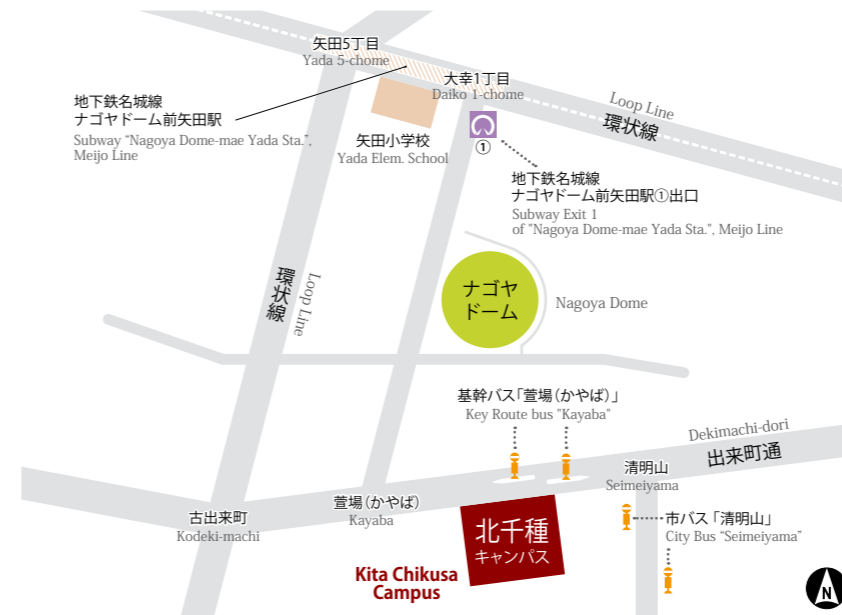 矢田5丁目
Yada 5-chome
大幸1丁目
Daiko 1-chome
Loop Line
環状線
地下鉄名城線
ナゴヤドーム前矢田駅
Subway "Nagoya Dome-mae Yada Sta.",
Meijo Line
矢田小学校
Yada Elem. School
①
地下鉄名城線
ナゴヤドーム前矢田駅①出口
Subway Exit 1
of "Nagoya Dome-mae Yada Sta.", Meijo Line
環状線
Loop Line
ナゴヤ
ドーム
Nagoya Dome
基幹バス「萱場(かやば)」
Key Route bus "Kayaba"
Dekimachi-dori
出来町通
清明山
Seimeiyama
萱場(かやば)
Kayaba
古出来町
Kodeki-machi
市バス「清明山」
City Bus "Seimeiyama"
北千種
キャンパス
Kita Chikusa
Campus
N